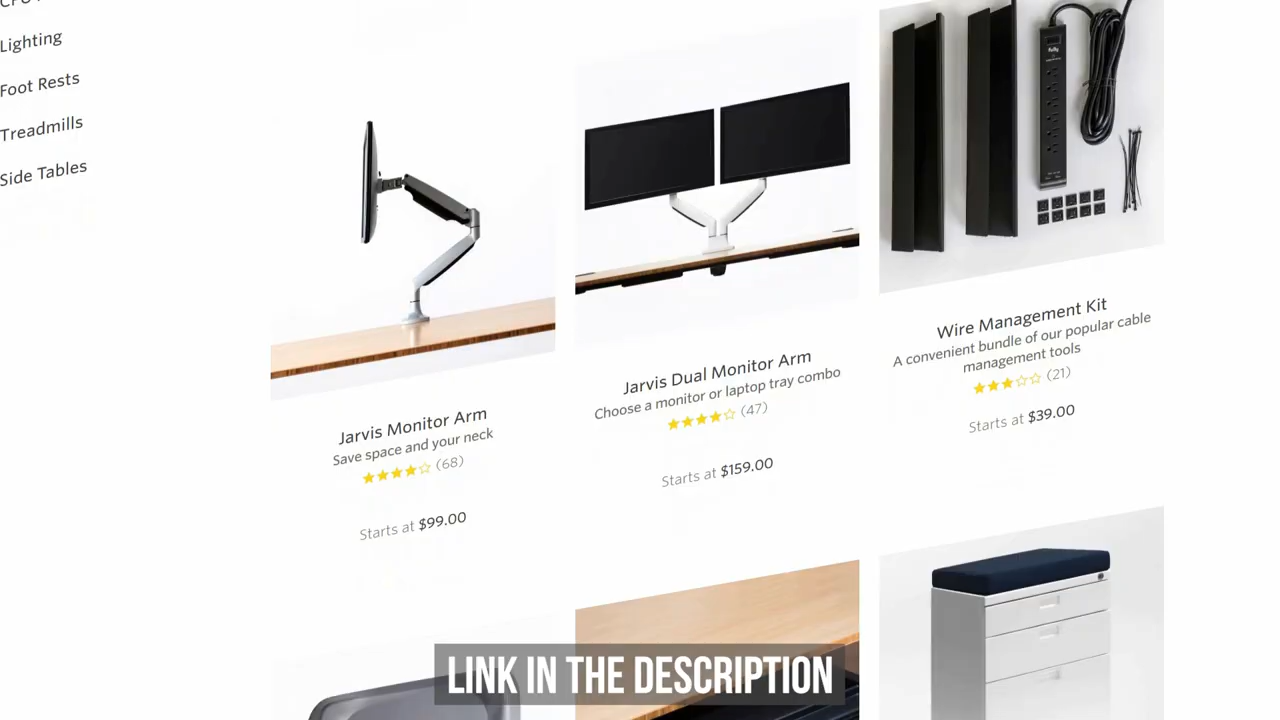 Lighting
Foot Rests
Treadmills
Side Tables
Jarvis Monitor Arm
Save space and your neck
(68)
Starts at $99.00
Jarvis Dual Monitor Arm
Choose a monitor or laptop tray combo
(47)
Starts at $159.00
Wire Management Kit
A convenient bundle of our popular cable
management tools
(21)
Starts at $39.00
LINK IN THE DESCRIPTION